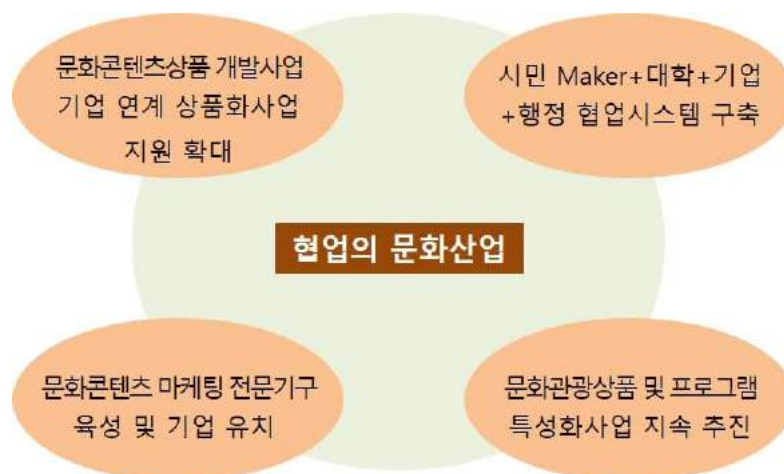 문화콘텐츠상품 개발사업
기업 연계 상품화사업
지원 확대
시민 Maker+대학+기업
+행정 협업시스템 구축
협업의 문화산업
문화콘텐츠 마케팅 전문기구
육성 및 기업 유치
문화관광상품 및 프로그램
특성화사업 지속 추진